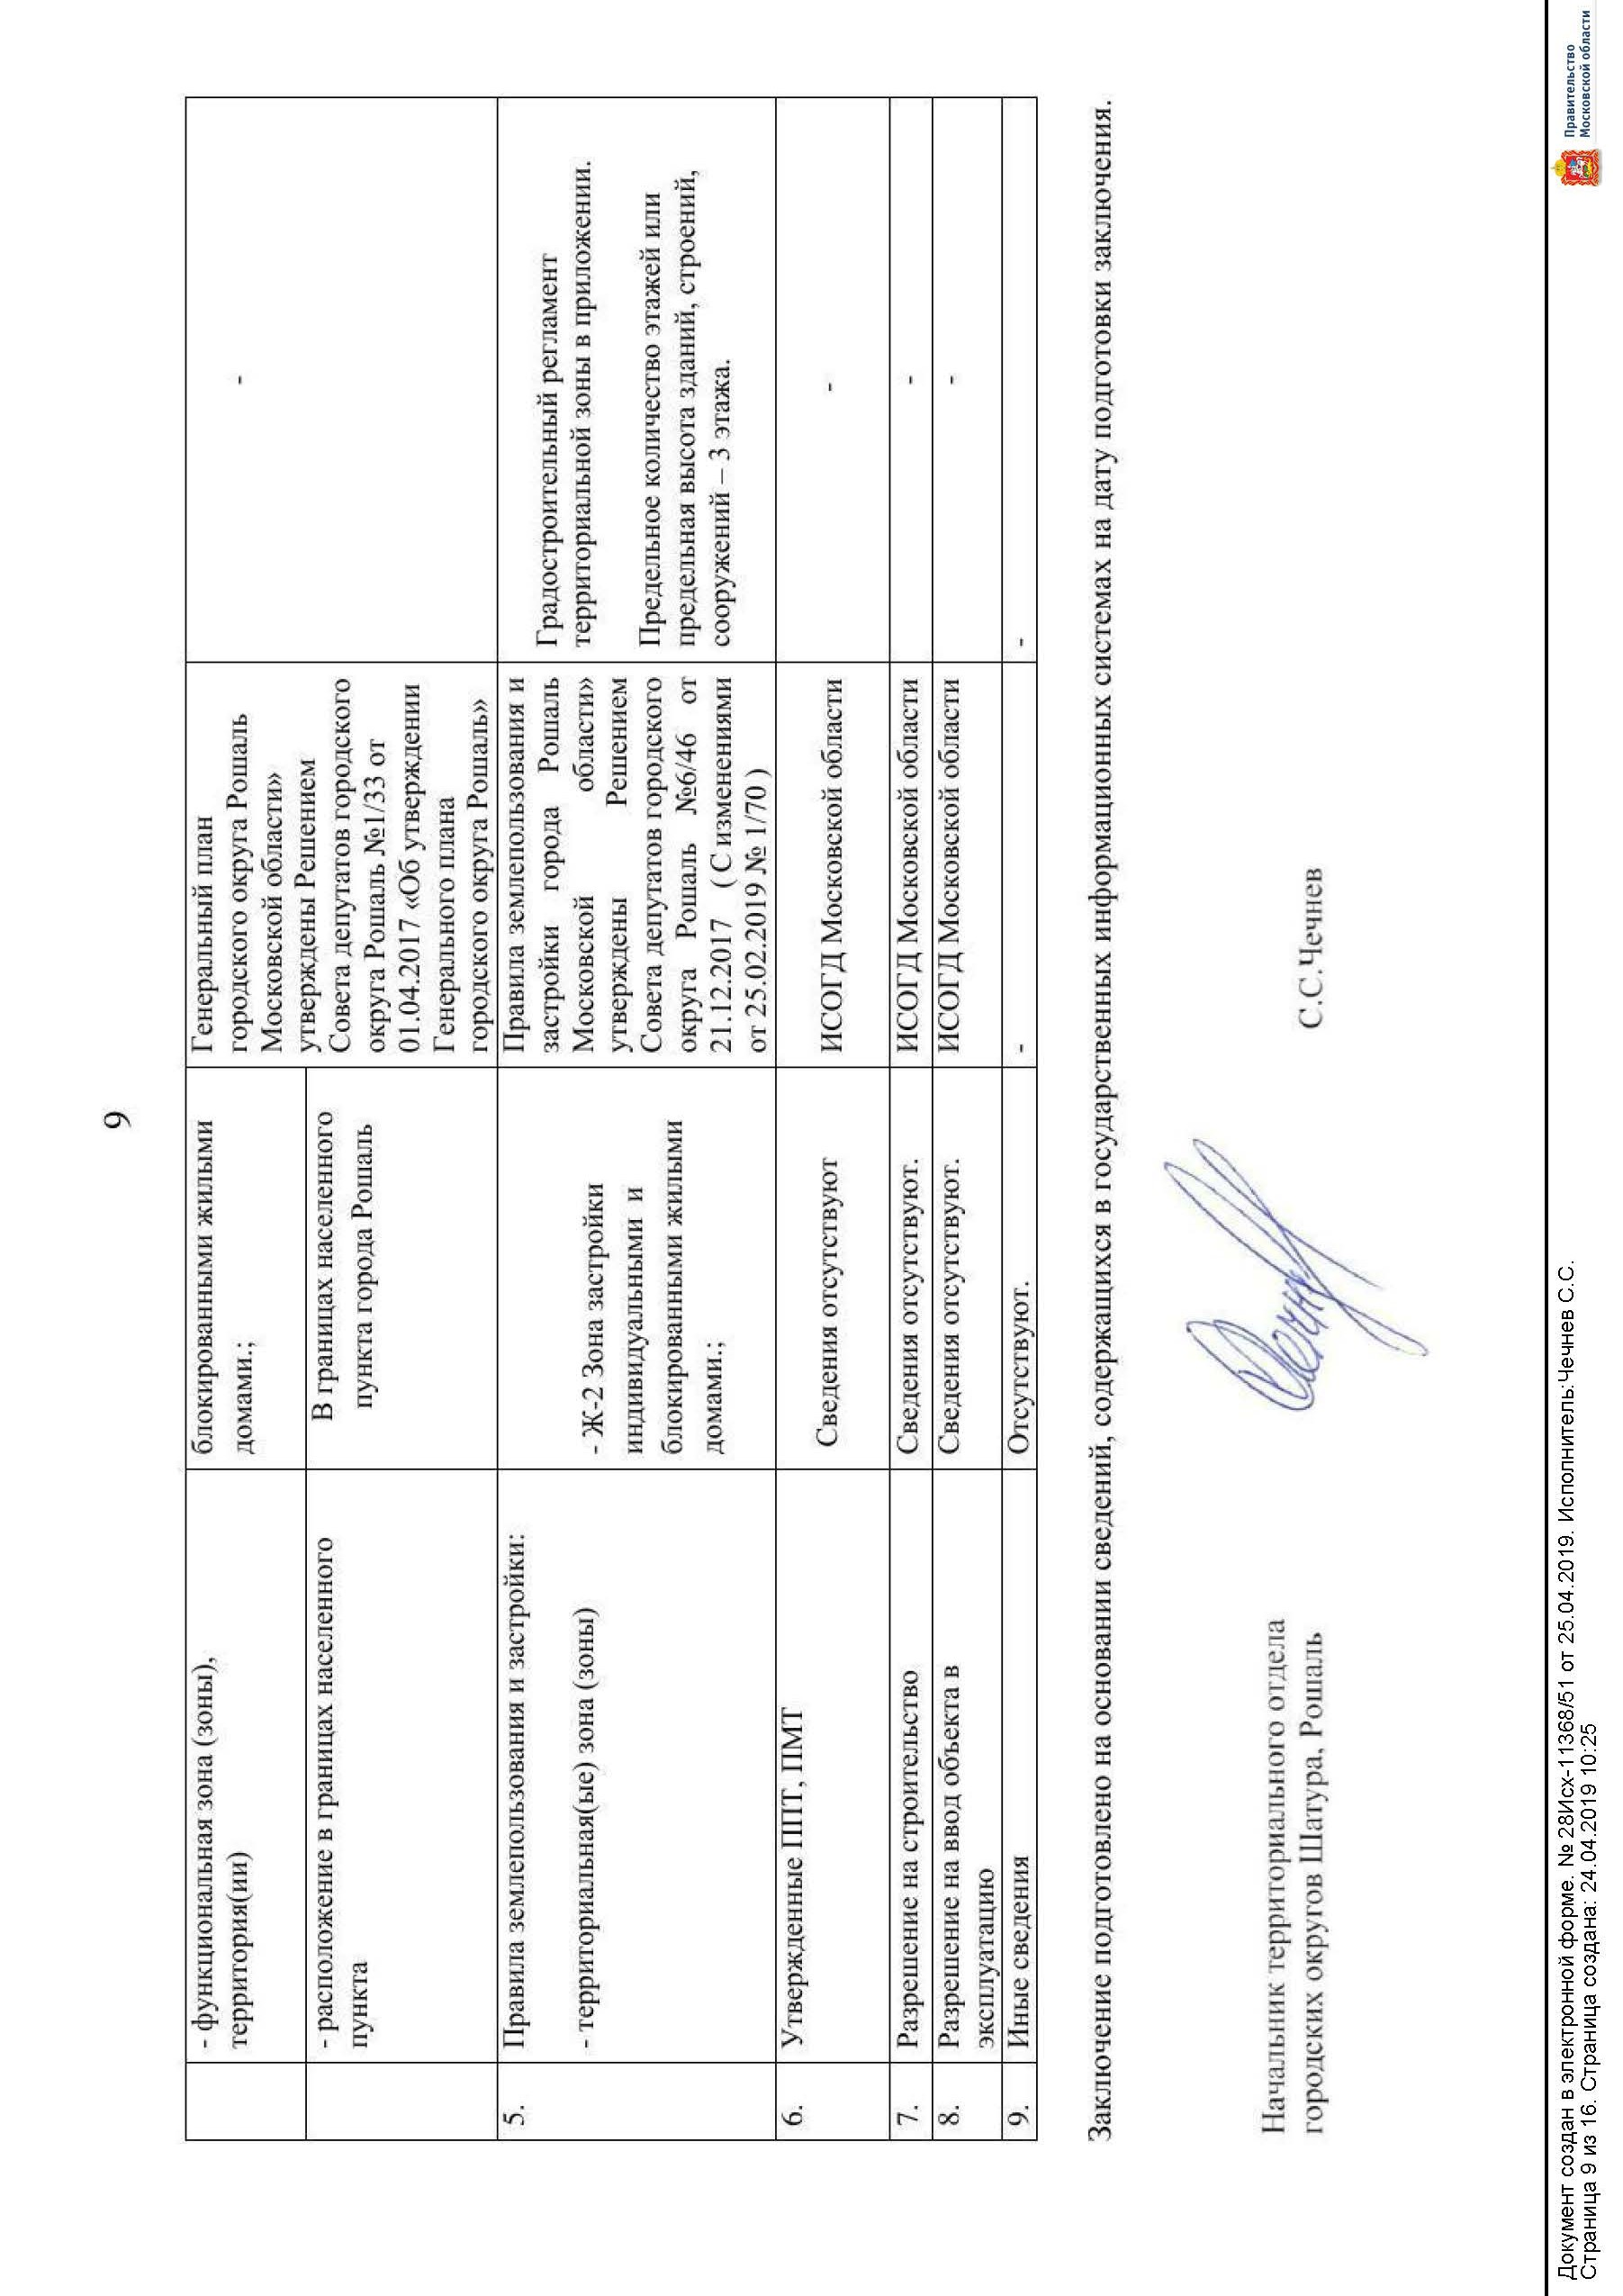 9
- функциональная зона (зоны),
территория(ии)
блокированными жилыми
домами.;
Генеральный план
городского округа Рошаль
Московской области»
утверждены Решением
Совета депутатов городского
округа Рошаль №1/33 от
01.04.2017 «Об утверждении
Генерального плана
городского округа Рошаль»
-
- расположение в границах населенного
пункта
В границах населенного
пункта города Рошаль
5.
Правила землепользования и застройки:
- территориальная(ые) зона (зоны)
- Ж-2 Зона застройки
индивидуальными и
блокированными жилыми
домами.;
Правила землепользования и
застройки города Рошаль
Московской области»
утверждены Решением
Совета депутатов городского
округа Рошаль №6/46 от
21.12.2017 ( С изменениями
от 25.02.2019 № 1/70 )
Градостроительный регламент
территориальной зоны в приложении.
Предельное количество этажей или
предельная высота зданий, строений,
сооружений – 3 этажа.
6.
Утвержденные ППТ, ПМТ
Сведения отсутствуют
ИСОГД Московской области
-
7.
Разрешение на строительство
Сведения отсутствуют.
ИСОГД Московской области
-
8.
Разрешение на ввод объекта в
эксплуатацию
Сведения отсутствуют.
ИСОГД Московской области
-
9.
Иные сведения
Отсутствуют.
-
-
Заключение подготовлено на основании сведений, содержащихся в государственных информационных системах на дату подготовки заключения.
Начальник территориального отдела
городских округов Шатура, Рошаль
С.С.Чечнев
Документ создан в электронной форме. № 28Исх-11368/51 от 25.04.2019. Исполнитель:Чечнев С.С.
Страница 9 из 16. Страница создана: 24.04.2019 10:25
Правительство
Московской области